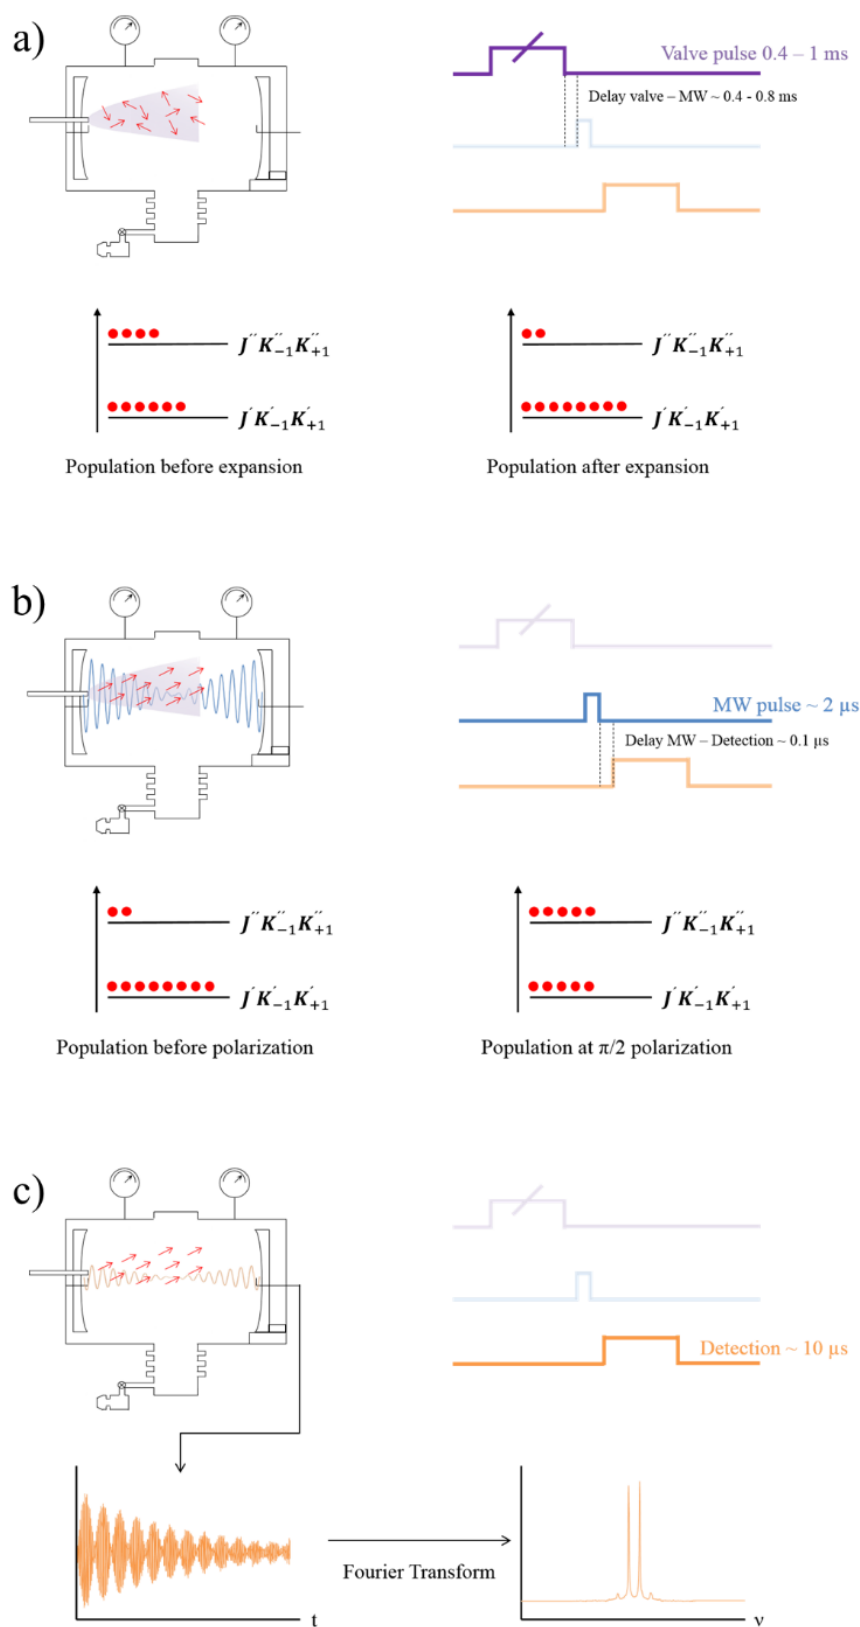 a)
Valve pulse 0.4 – 1 ms
Delay valve – MW ~ 0.4 - 0.8 ms
J″K″₋₁K″₊₁
J″K″₋₁K″₊₁
J′K′₋₁K′₊₁
J′K′₋₁K′₊₁
Population before expansion
Population after expansion
b)
MW pulse ~ 2 µs
Delay MW – Detection ~ 0.1 µs
J″K″₋₁K″₊₁
J″K″₋₁K″₊₁
J′K′₋₁K′₊₁
J′K′₋₁K′₊₁
Population before polarization
Population at π/2 polarization
c)
Detection ~ 10 µs
Fourier Transform
t
ν